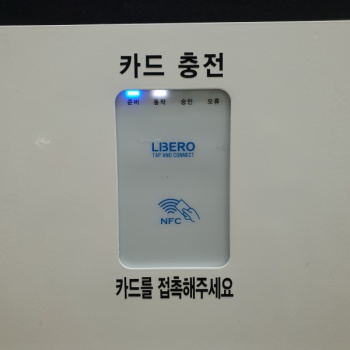 카드 충전
준비 동작 승인 오류
LIBERO
TAP AND CONNECT
NFC
카드를 접촉해주세요